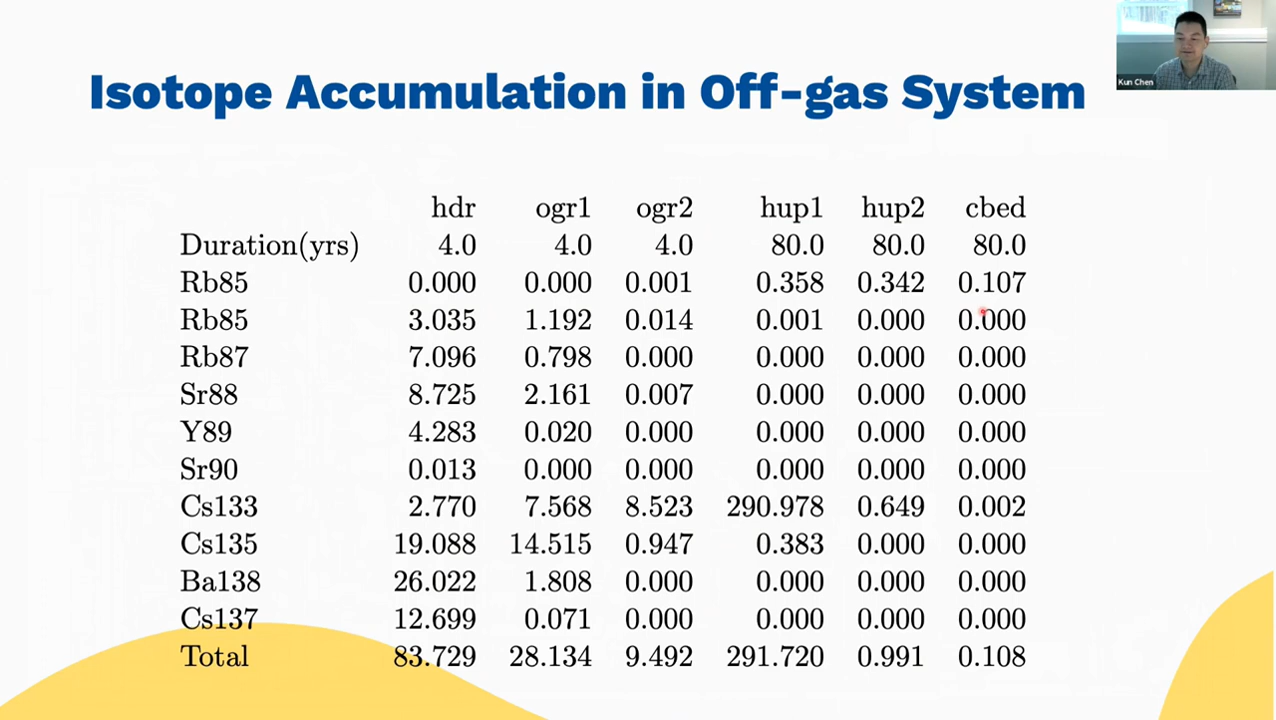 Kun Chen
Isotope Accumulation in Off-gas System
hdr ogr1 ogr2 hup1 hup2 cbed
Duration(yrs) 4.0 4.0 4.0 80.0 80.0 80.0
Rb85 0.000 0.000 0.001 0.358 0.342 0.107
Rb85 3.035 1.192 0.014 0.001 0.000 0.000
Rb87 7.096 0.798 0.000 0.000 0.000 0.000
Sr88 8.725 2.161 0.007 0.000 0.000 0.000
Y89 4.283 0.020 0.000 0.000 0.000 0.000
Sr90 0.013 0.000 0.000 0.000 0.000 0.000
Cs133 2.770 7.568 8.523 290.978 0.649 0.002
Cs135 19.088 14.515 0.947 0.383 0.000 0.000
Ba138 26.022 1.808 0.000 0.000 0.000 0.000
Cs137 12.699 0.071 0.000 0.000 0.000 0.000
Total 83.729 28.134 9.492 291.720 0.991 0.108